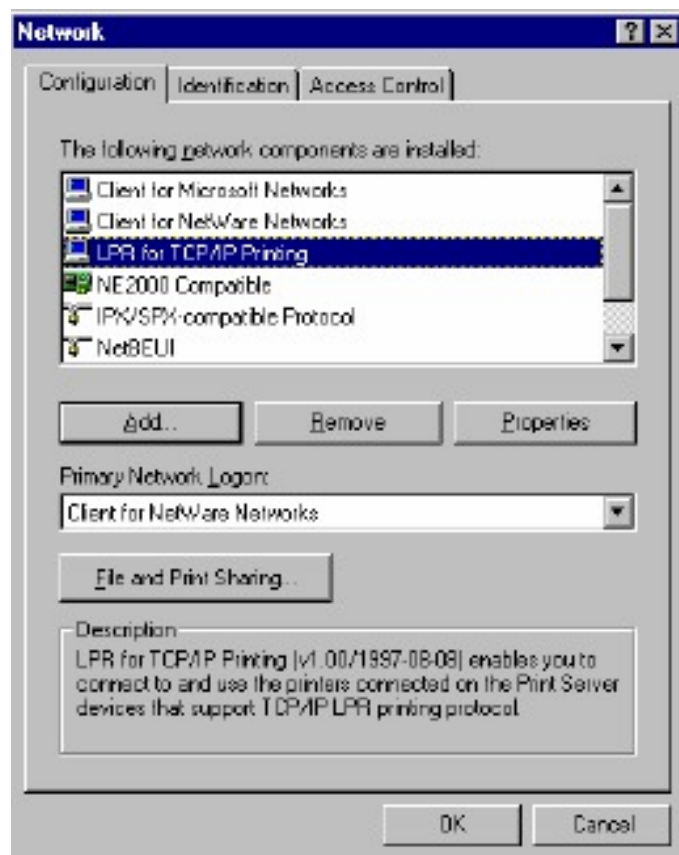 Network
Configuration Identification Access Control
The following network components are installed:
Client for Microsoft Networks
Client for NetWare Networks
LPR for TCP/IP Printing
NE2000 Compatible
IPX/SPX-compatible Protocol
NetBEUI
Add... Remove Properties
Primary Network Logon:
Client for NetWare Networks
File and Print Sharing...
Description
LPR for TCP/IP Printing [v1.00/1997-08-08] enables you to
connect to and use the printers connected on the Print Server
devices that support TCP/IP LPR printing protocol.
OK Cancel